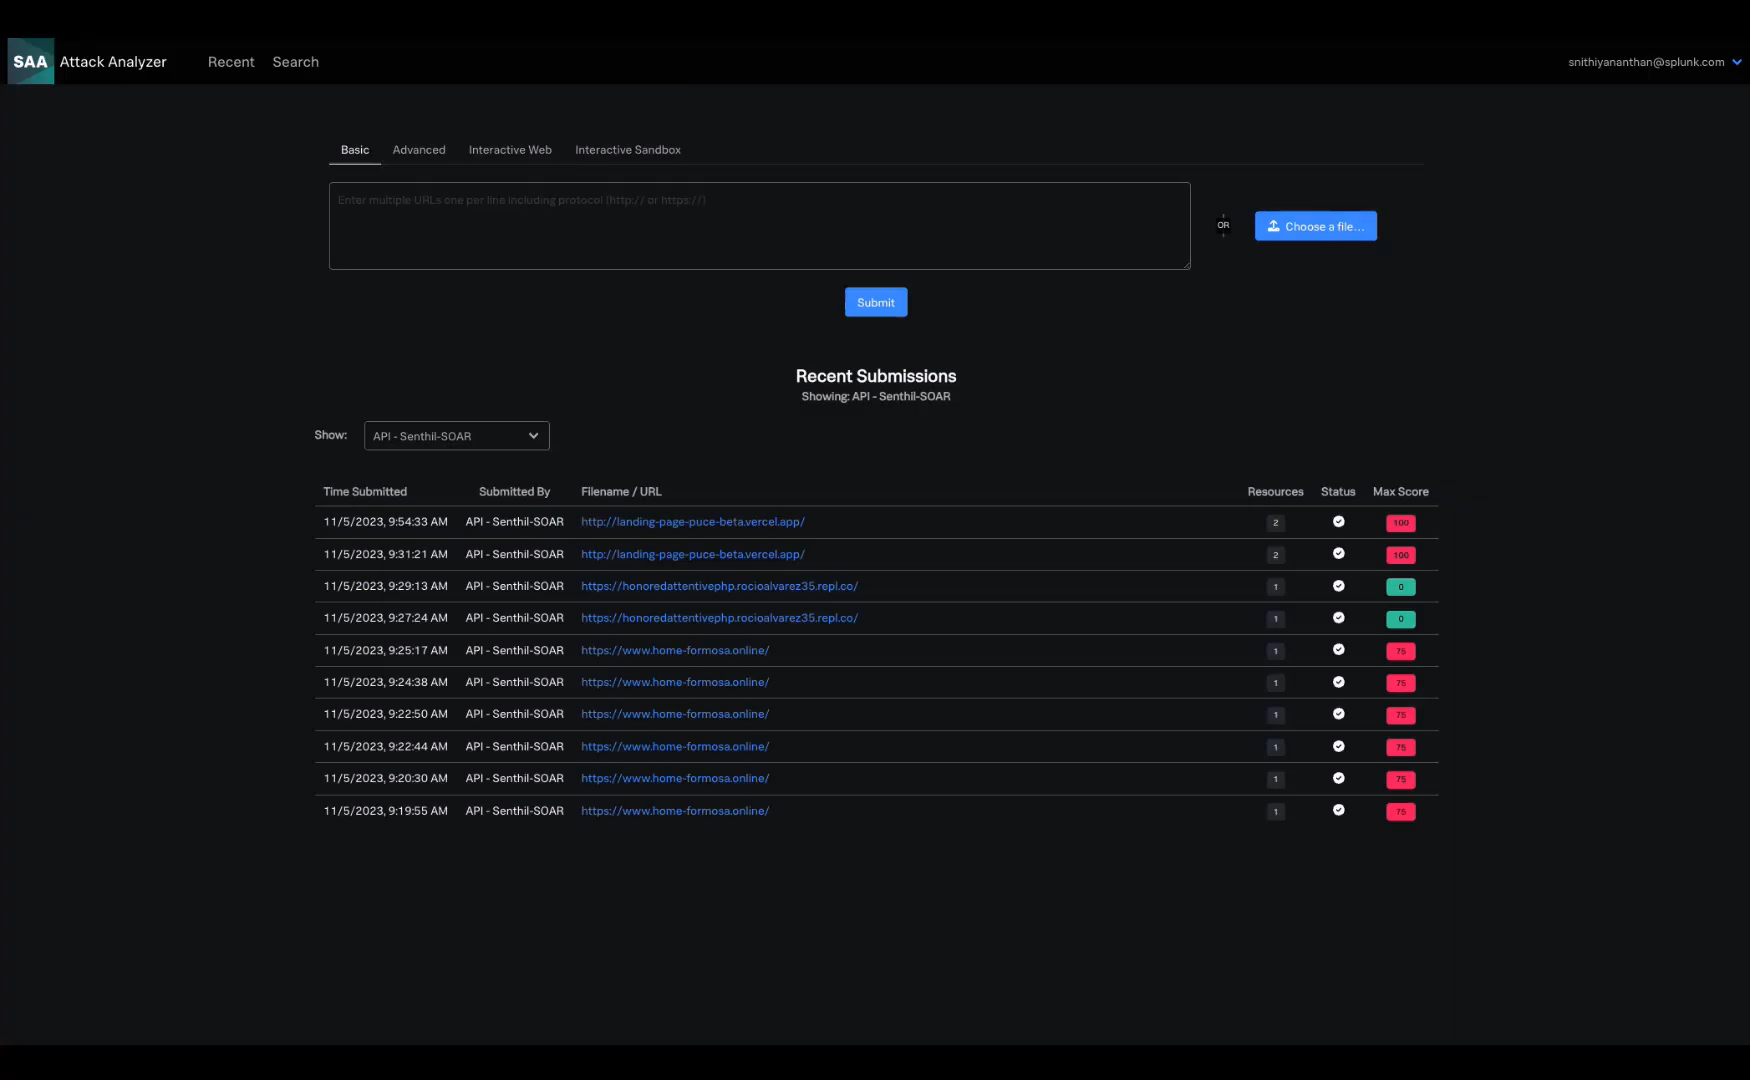 SAA Attack Analyzer Recent Search snithiyananthan@splunk.com
Basic Advanced Interactive Web Interactive Sandbox
Enter multiple URLs one per line including protocol (http:// or https://)
OR
Choose a file...
Submit
Recent Submissions
Showing: API - Senthil-SOAR
Show: API - Senthil-SOAR
Time Submitted Submitted By Filename / URL Resources Status Max Score
11/5/2023, 9:54:33 AM API - Senthil-SOAR http://landing-page-puce-beta.vercel.app/ 2 100
11/5/2023, 9:31:21 AM API - Senthil-SOAR http://landing-page-puce-beta.vercel.app/ 2 100
11/5/2023, 9:29:13 AM API - Senthil-SOAR https://honoredattentivephp.rocioalvarez35.repl.co/ 1 0
11/5/2023, 9:27:24 AM API - Senthil-SOAR https://honoredattentivephp.rocioalvarez35.repl.co/ 1 0
11/5/2023, 9:25:17 AM API - Senthil-SOAR https://www.home-formosa.online/ 1 75
11/5/2023, 9:24:38 AM API - Senthil-SOAR https://www.home-formosa.online/ 1 75
11/5/2023, 9:22:50 AM API - Senthil-SOAR https://www.home-formosa.online/ 1 75
11/5/2023, 9:22:44 AM API - Senthil-SOAR https://www.home-formosa.online/ 1 75
11/5/2023, 9:20:30 AM API - Senthil-SOAR https://www.home-formosa.online/ 1 75
11/5/2023, 9:19:55 AM API - Senthil-SOAR https://www.home-formosa.online/ 1 75